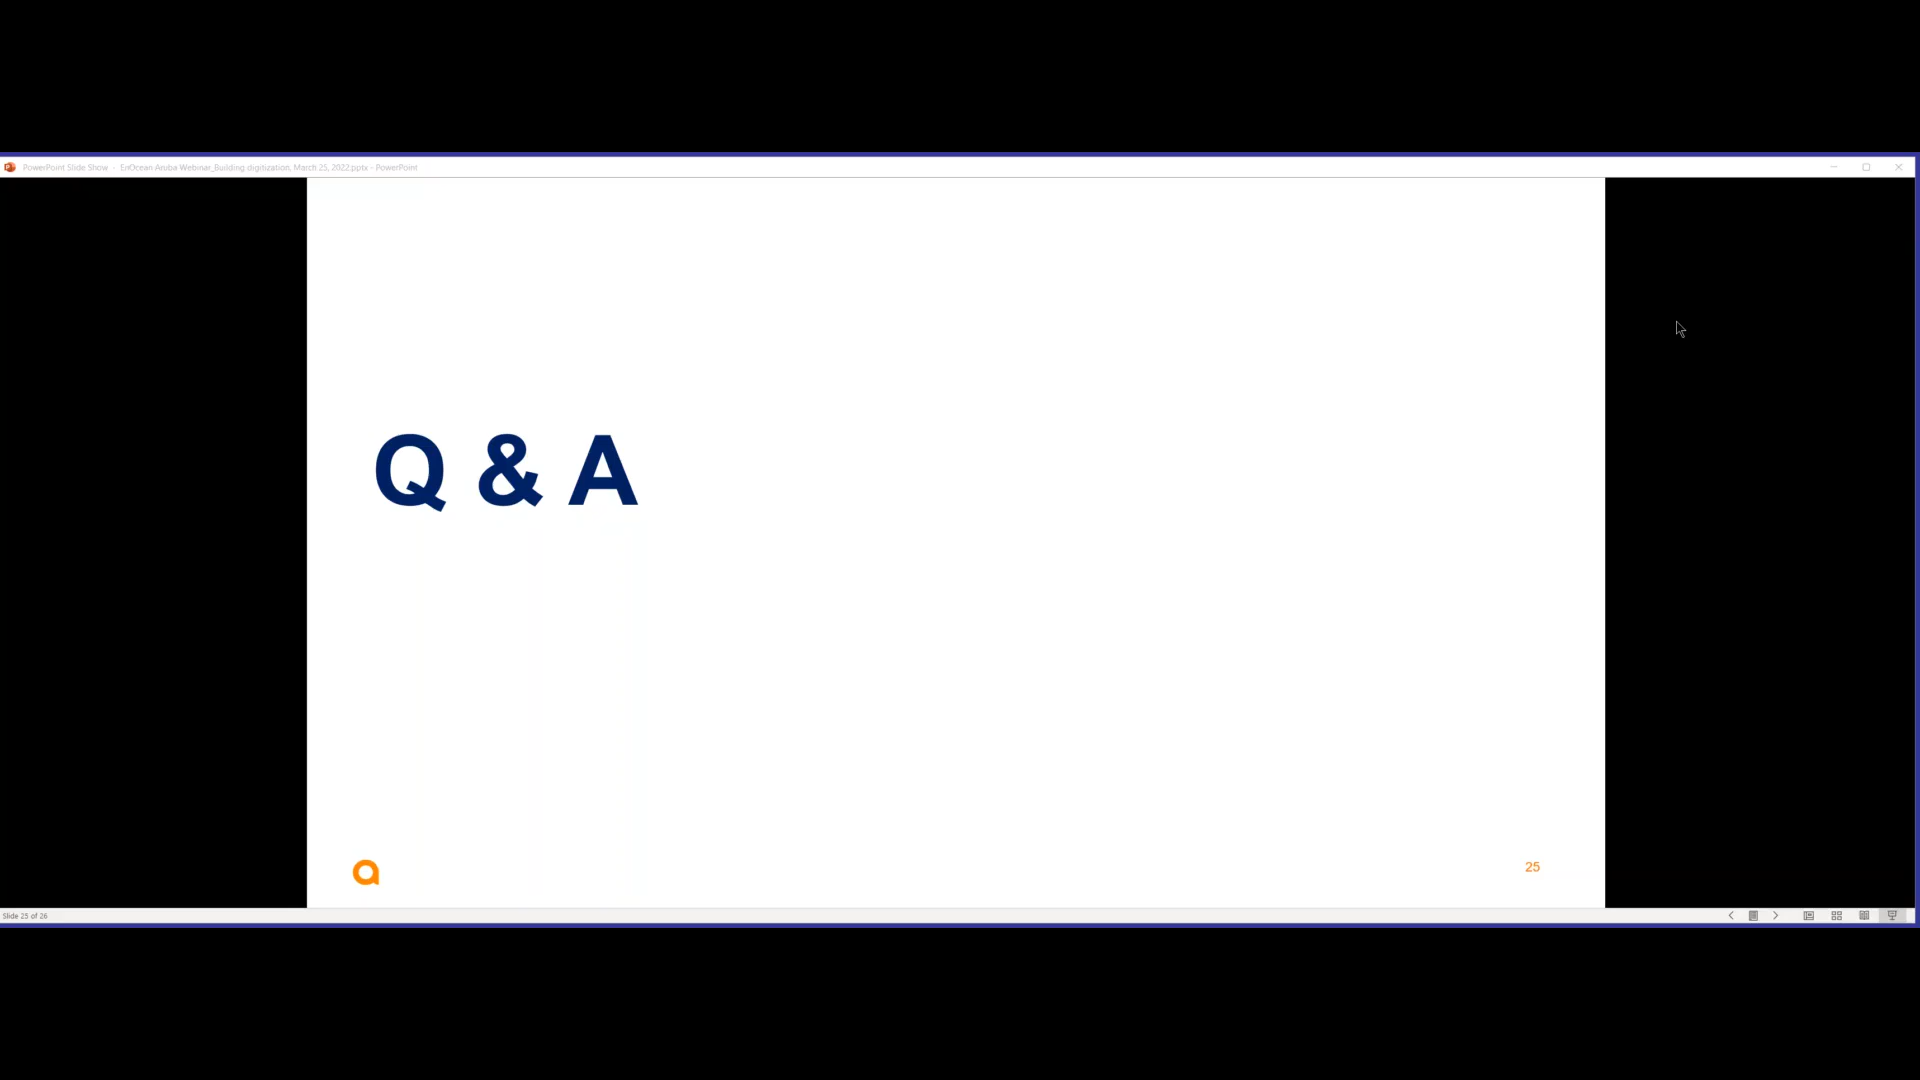 PowerPoint Slide Show - EnOcean Aruba Webinar_Building digitization, March 25, 2022.pptx - PowerPoint
Q & A
25
Slide 25 of 26